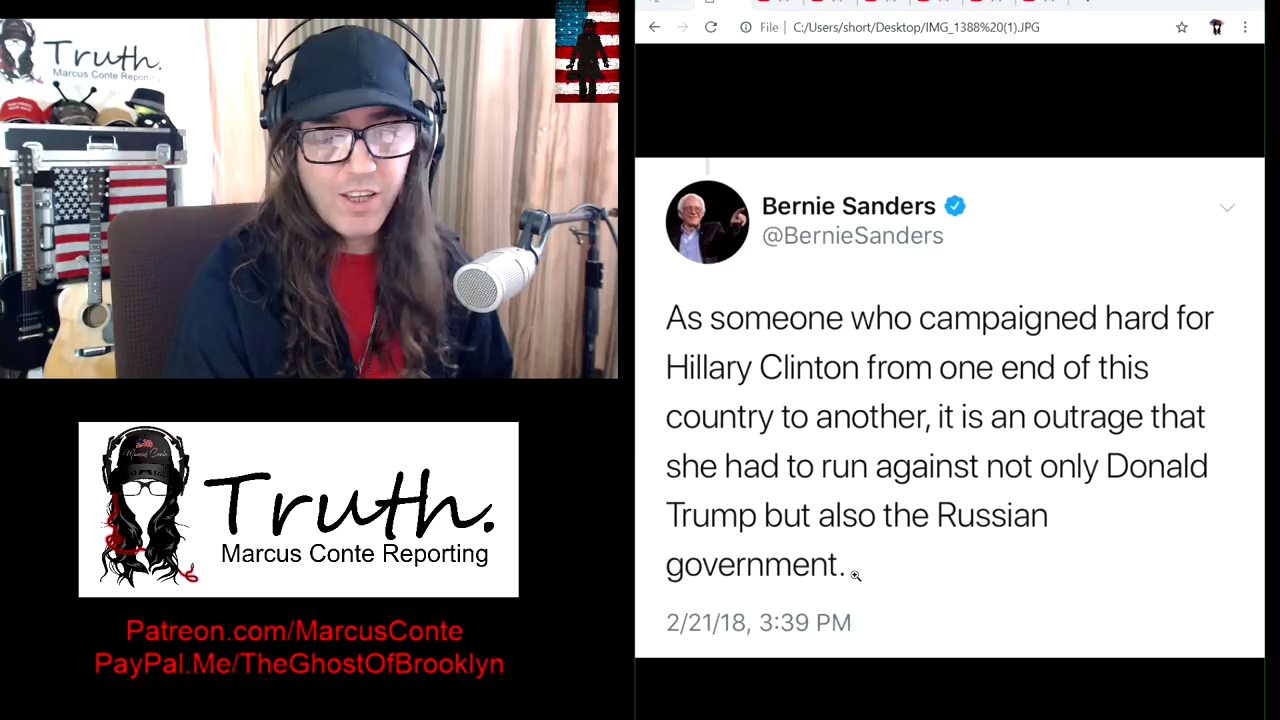 Truth.
Marcus Conte Reporting
File | C:/Users/short/Desktop/IMG_1388%20(1).JPG
Bernie Sanders
@BernieSanders
As someone who campaigned hard for
Hillary Clinton from one end of this
country to another, it is an outrage that
she had to run against not only Donald
Trump but also the Russian
government.
2/21/18, 3:39 PM
Marcus Conte
Truth.
Marcus Conte Reporting
Patreon.com/MarcusConte
PayPal.Me/TheGhostOfBrooklyn